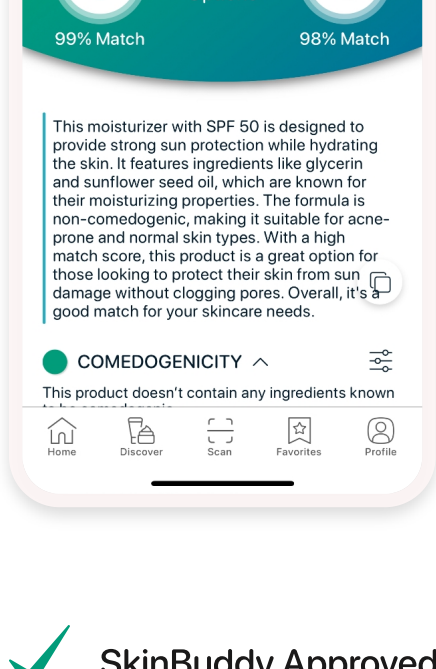 99% Match
98% Match
This moisturizer with SPF 50 is designed to
provide strong sun protection while hydrating
the skin. It features ingredients like glycerin
and sunflower seed oil, which are known for
their moisturizing properties. The formula is
non-comedogenic, making it suitable for acne-
prone and normal skin types. With a high
match score, this product is a great option for
those looking to protect their skin from sun
damage without clogging pores. Overall, it's a
good match for your skincare needs.
COMEDOGENICITY
This product doesn't contain any ingredients known
to be comedogenic
Home
Discover
Scan
Favorites
Profile
SkinBuddy Approved